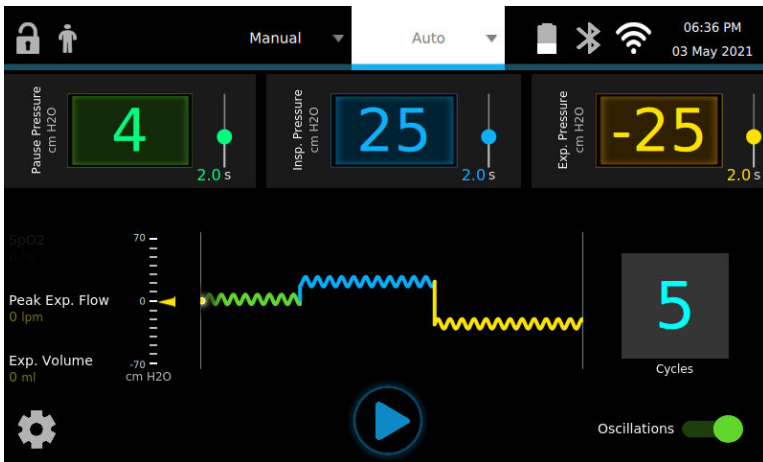 Manual
Auto
06:36 PM
03 May 2021
Pause Pressure
cm H2O
4
2.0 s
Insp. Pressure
cm H2O
25
2.0 s
Exp. Pressure
cm H2O
-25
2.0 s
SpO2
Peak Exp. Flow
0 lpm
Exp. Volume
0 ml
70
0
-70
cm H2O
5
Cycles
Oscillations